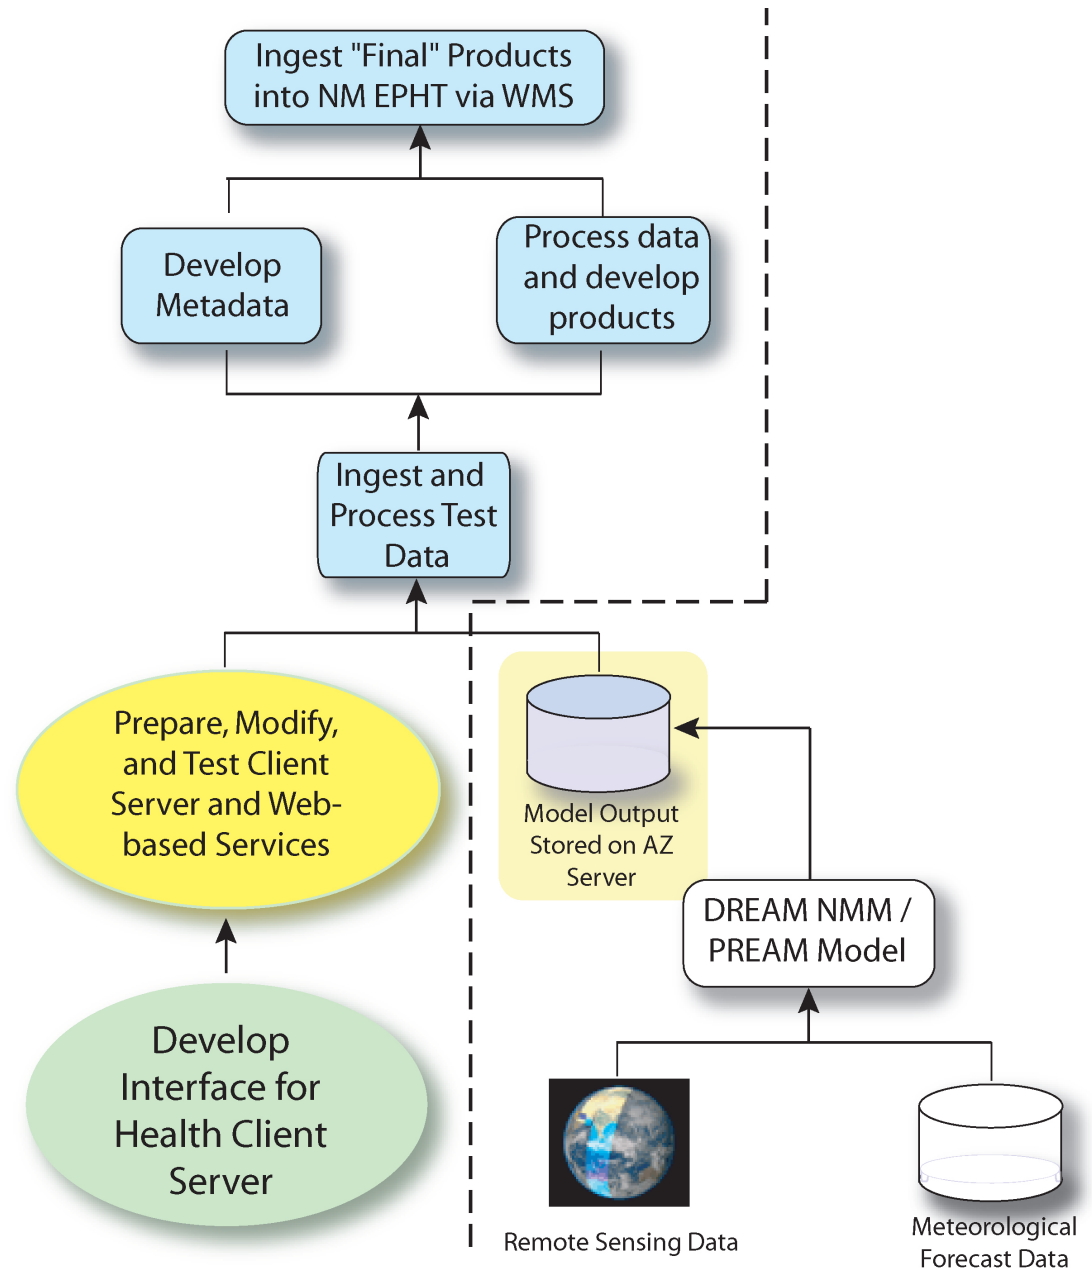 Ingest "Final" Products
into NM EPHT via WMS
Develop
Metadata
Process data
and develop
products
Ingest and
Process Test
Data
Prepare, Modify,
and Test Client
Server and Web-
based Services
Model Output
Stored on AZ
Server
DREAM NMM /
PREAM Model
Develop
Interface for
Health Client
Server
Remote Sensing Data
Meteorological
Forecast Data